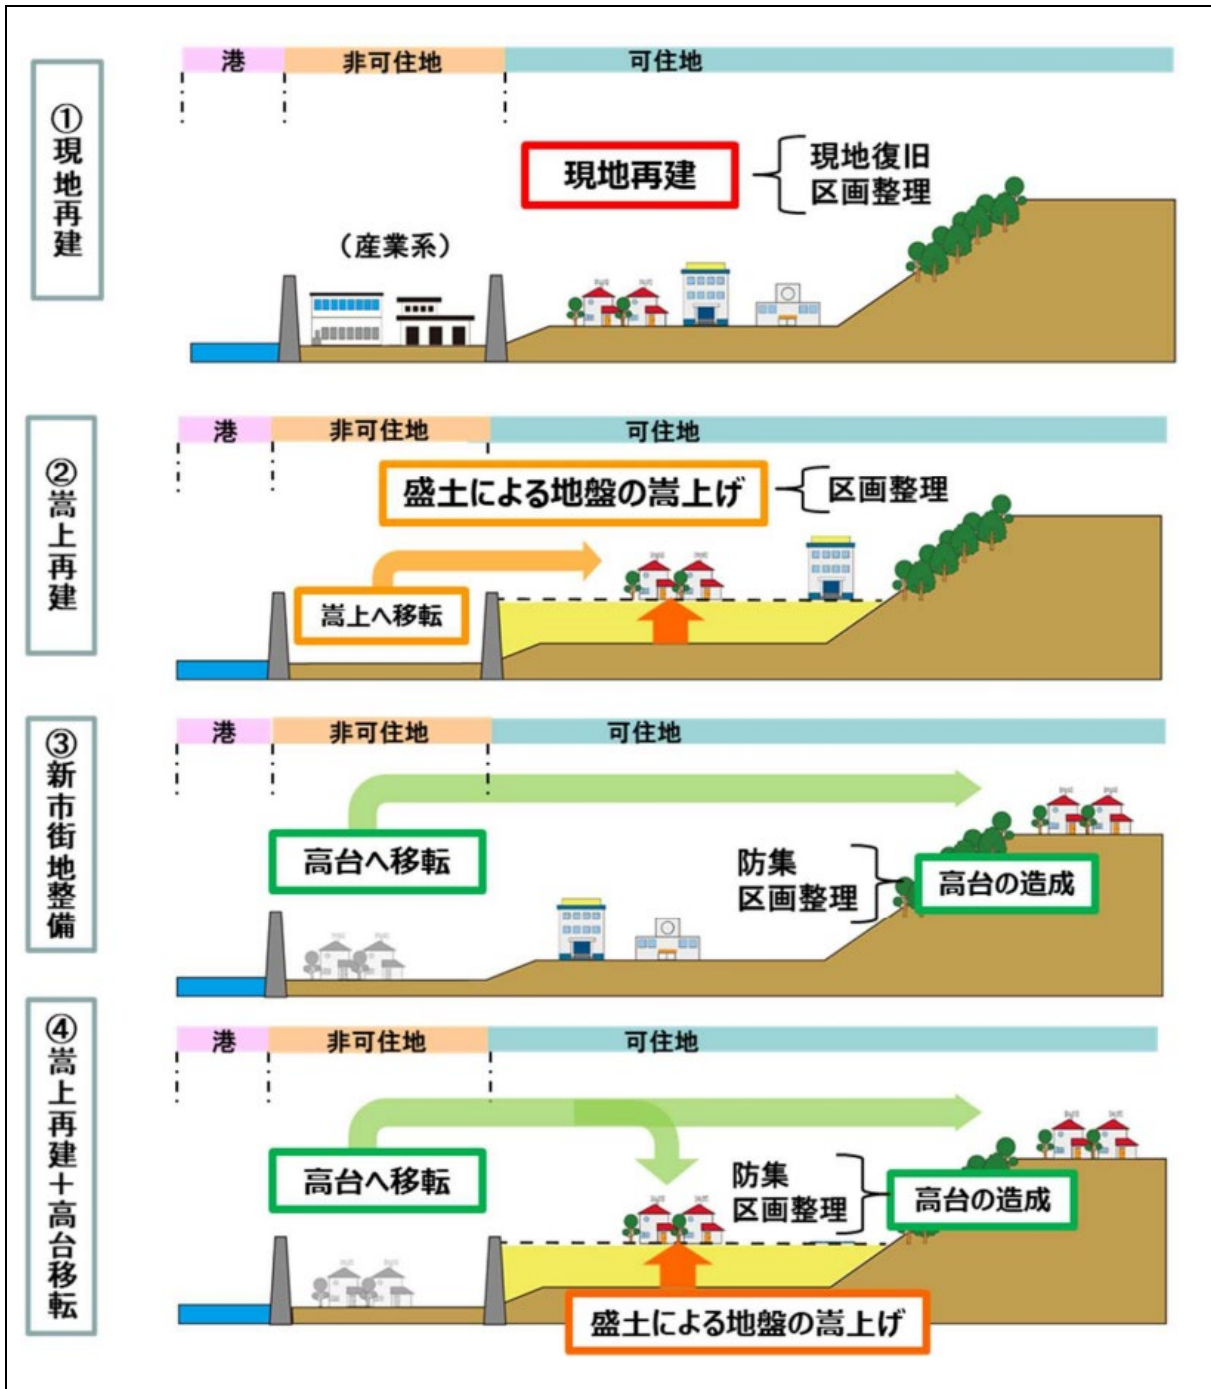 ①現地再建
港
非可住地
可住地
現地再建
現地復旧
区画整理
（産業系）
②嵩上再建
港
非可住地
可住地
盛土による地盤の嵩上げ
区画整理
嵩上へ移転
③新市街地整備
港
非可住地
可住地
高台へ移転
防集
区画整理
高台の造成
④嵩上再建＋高台移転
港
非可住地
可住地
高台へ移転
防集
区画整理
高台の造成
盛土による地盤の嵩上げ